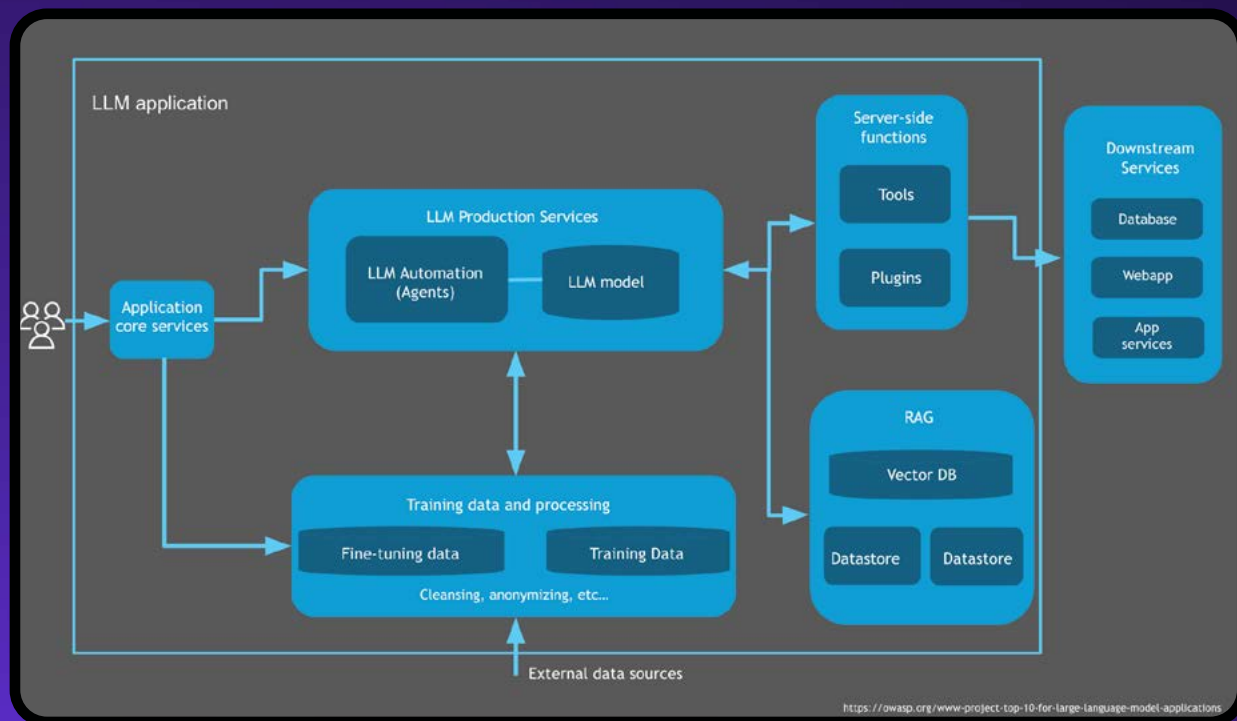 LLM application
Application
core services
LLM Production Services
LLM Automation
(Agents)
LLM model
Training data and processing
Fine-tuning data
Training Data
Cleansing, anonymizing, etc...
External data sources
Server-side
functions
Tools
Plugins
RAG
Vector DB
Datastore
Datastore
Downstream
Services
Database
Webapp
App
services
https://owasp.org/www-project-top-10-for-large-language-model-applications